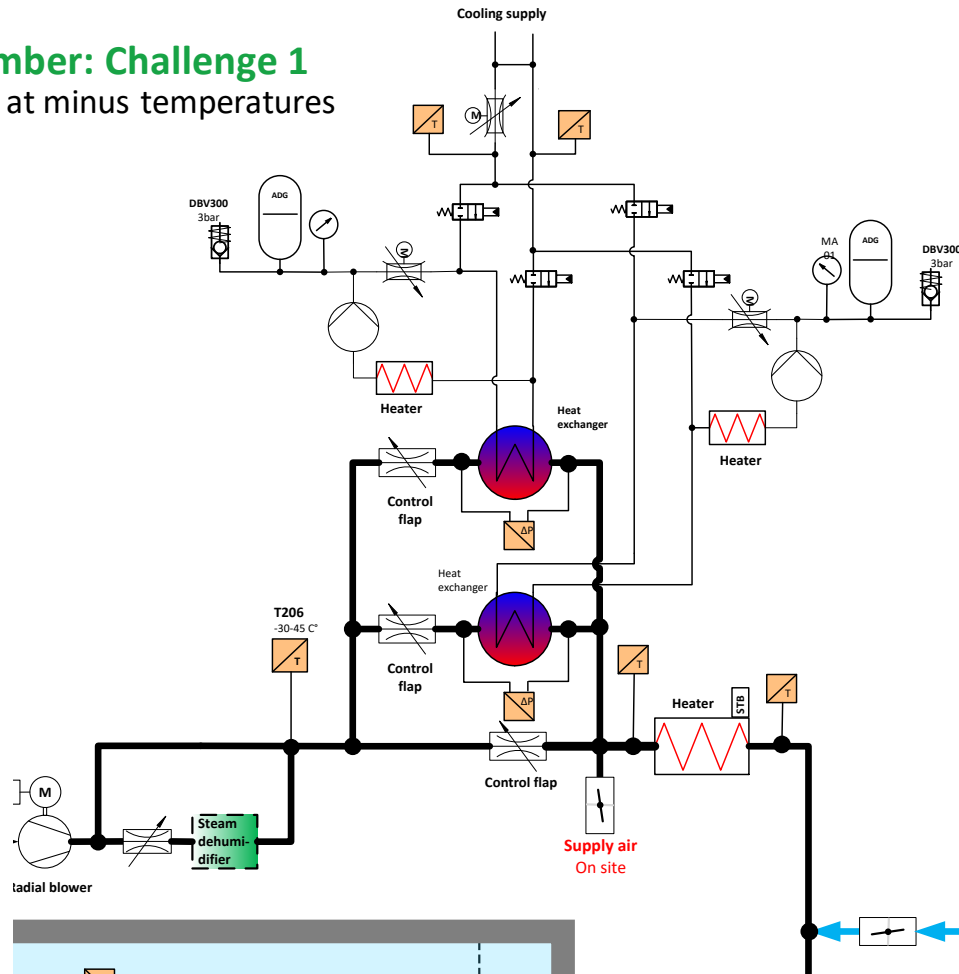 Cooling supply
mber: Challenge 1
at minus temperatures
T
M
T
DBV300
3bar
ADG
M
MA
01
ADG
DBV300
3bar
M
Heater
Heater
Heat
exchanger
Control
flap
ΔP
Heat
exchanger
T206
-30-45 C°
T
Control
flap
ΔP
T
Heater
STB
T
Control flap
M
Steam
dehumi-
difier
Supply air
On site
Radial blower